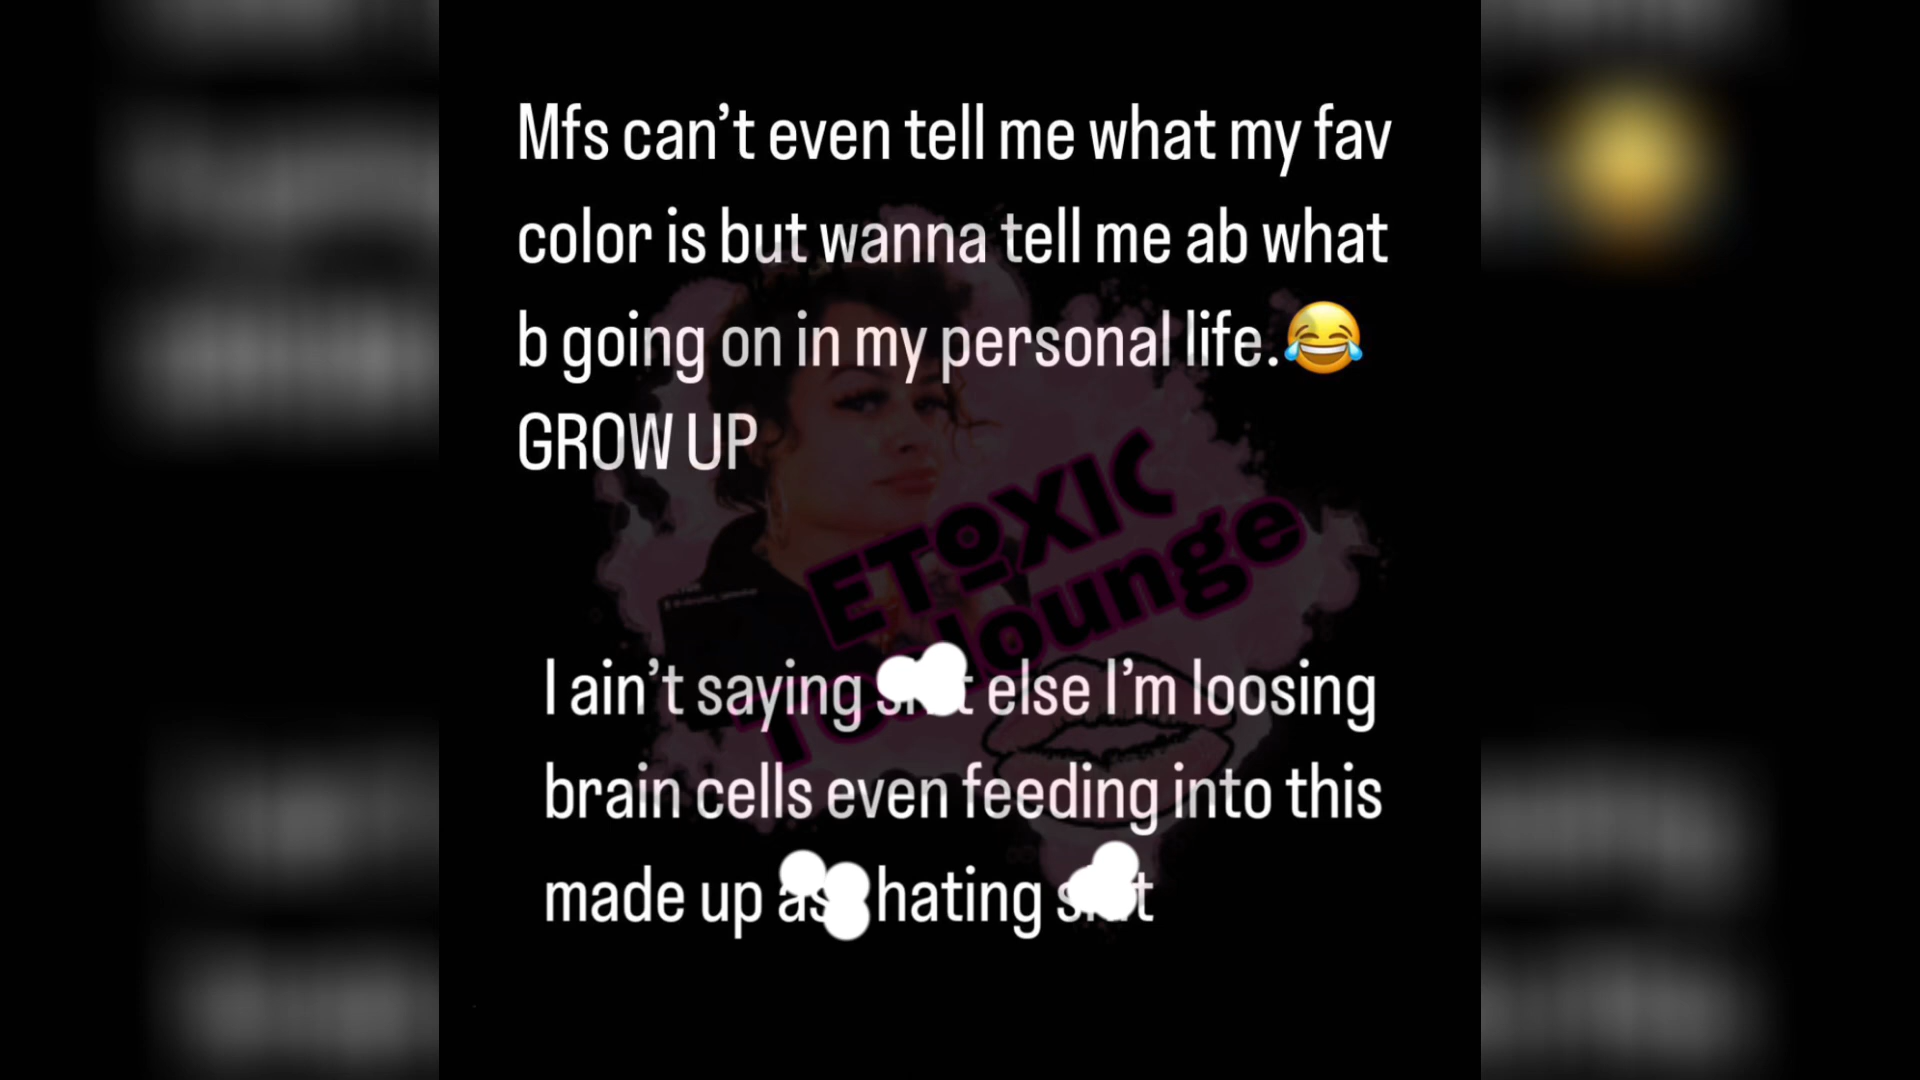 Mfs can’t even tell me what my fav
color is but wanna tell me ab what
b going on in my personal life.😂
GROW UP
ETOXIC
Tea lounge
I ain’t saying else I’m loosing
brain cells even feeding into this
made up hating